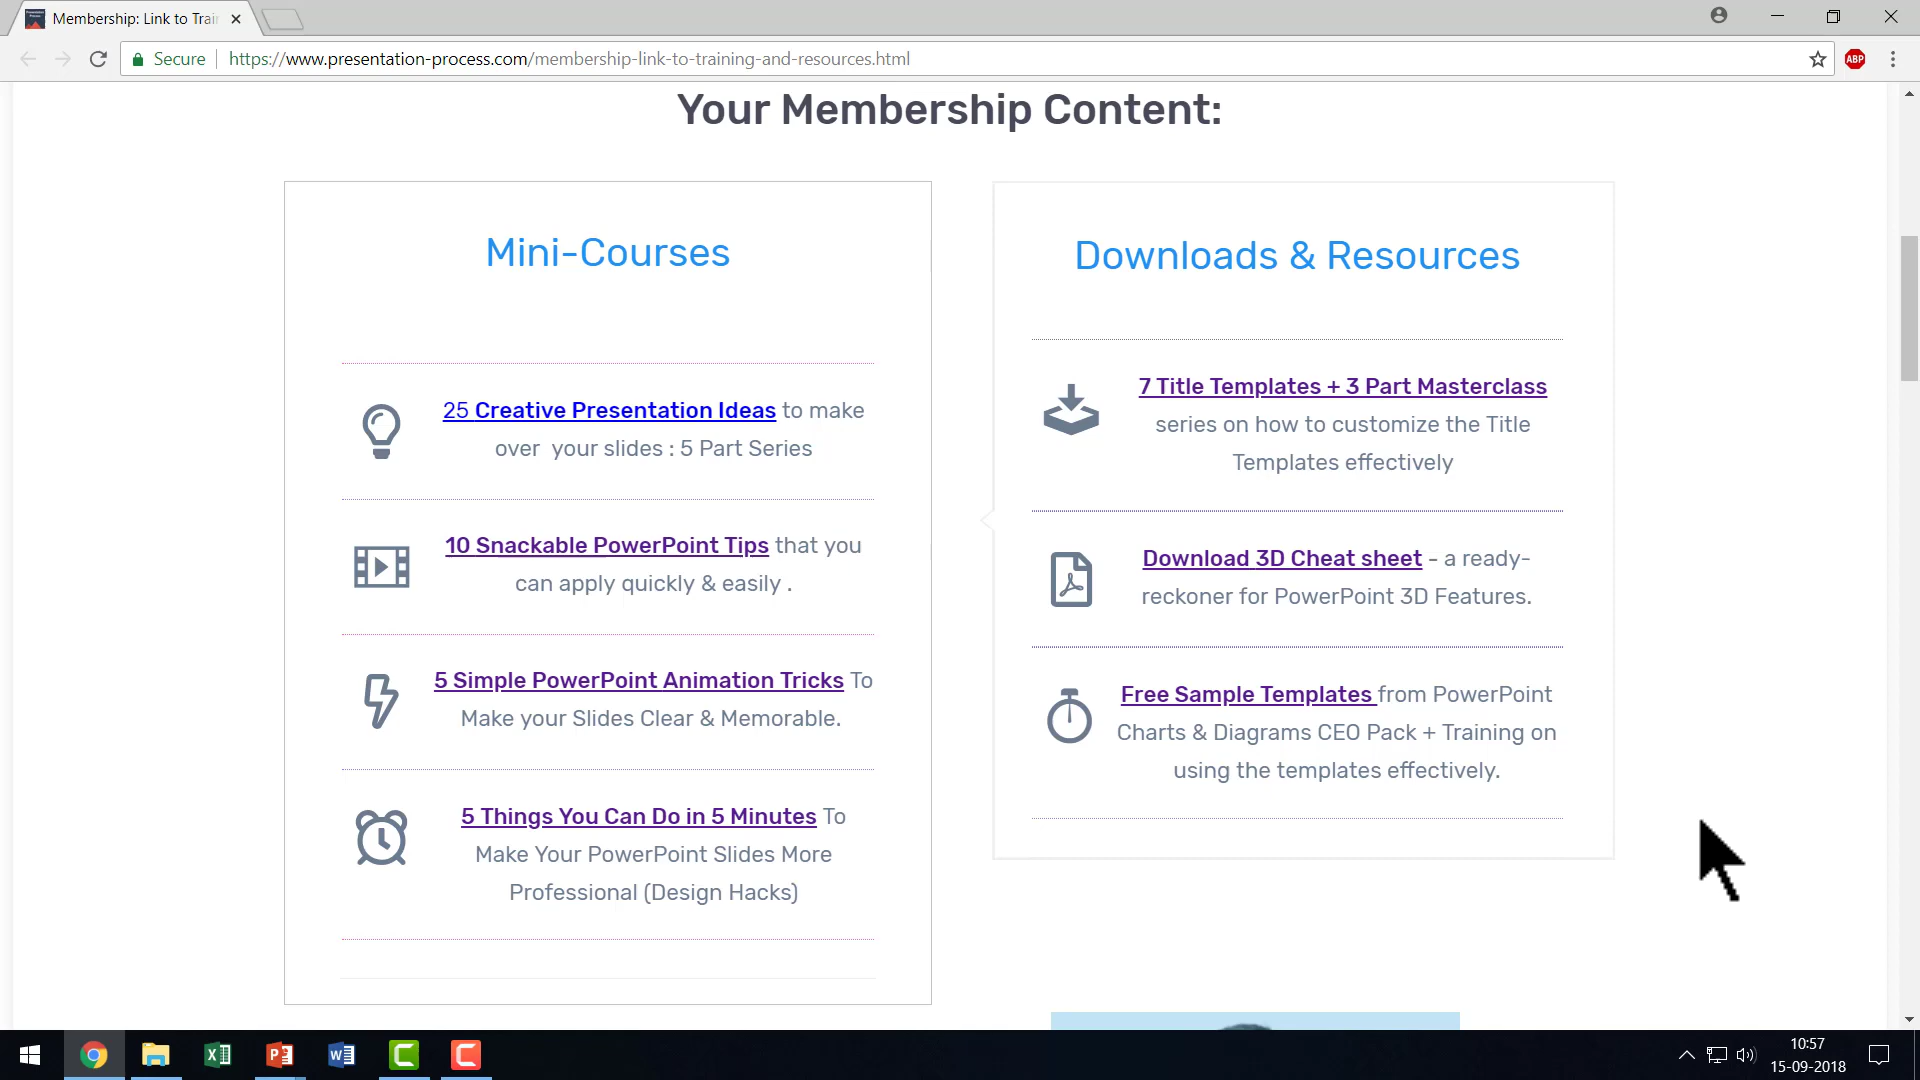 Membership: Link to Trai
Secure
https://www.presentation-process.com/membership-link-to-training-and-resources.html
ABP
Your Membership Content:
Mini-Courses
25 Creative Presentation Ideas to make
over your slides : 5 Part Series
10 Snackable PowerPoint Tips that you
can apply quickly & easily .
5 Simple PowerPoint Animation Tricks To
Make your Slides Clear & Memorable.
5 Things You Can Do in 5 Minutes To
Make Your PowerPoint Slides More
Professional (Design Hacks)
Downloads & Resources
7 Title Templates + 3 Part Masterclass
series on how to customize the Title
Templates effectively
Download 3D Cheat sheet - a ready-
reckoner for PowerPoint 3D Features.
Free Sample Templates from PowerPoint
Charts & Diagrams CEO Pack + Training on
using the templates effectively.
10:57
15-09-2018